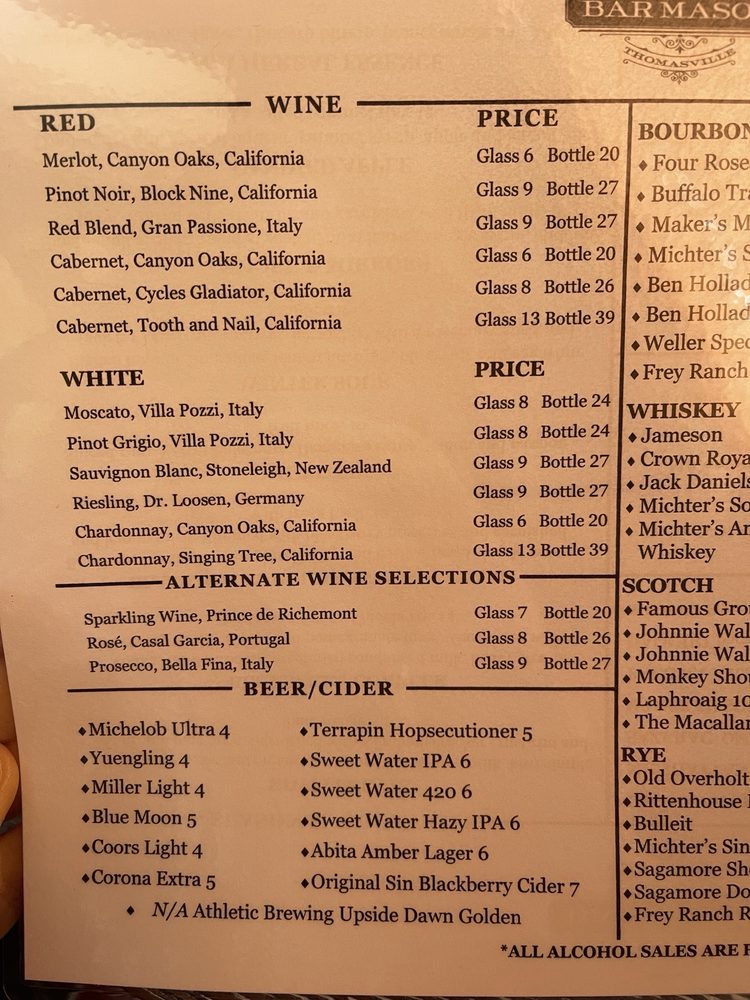 BAR MASO
THOMASVILLE
WINE
RED PRICE
Merlot, Canyon Oaks, California Glass 6 Bottle 20
Pinot Noir, Block Nine, California Glass 9 Bottle 27
Red Blend, Gran Passione, Italy Glass 9 Bottle 27
Cabernet, Canyon Oaks, California Glass 6 Bottle 20
Cabernet, Cycles Gladiator, California Glass 8 Bottle 26
Cabernet, Tooth and Nail, California Glass 13 Bottle 39
WHITE PRICE
Moscato, Villa Pozzi, Italy Glass 8 Bottle 24
Pinot Grigio, Villa Pozzi, Italy Glass 8 Bottle 24
Sauvignon Blanc, Stoneleigh, New Zealand Glass 9 Bottle 27
Riesling, Dr. Loosen, Germany Glass 9 Bottle 27
Chardonnay, Canyon Oaks, California Glass 6 Bottle 20
Chardonnay, Singing Tree, California Glass 13 Bottle 39
ALTERNATE WINE SELECTIONS
Sparkling Wine, Prince de Richemont Glass 7 Bottle 20
Rosé, Casal Garcia, Portugal Glass 8 Bottle 26
Prosecco, Bella Fina, Italy Glass 9 Bottle 27
BEER/CIDER
♦Michelob Ultra 4
♦Yuengling 4
♦Miller Light 4
♦Blue Moon 5
♦Coors Light 4
♦Corona Extra 5
♦Terrapin Hopsecutioner 5
♦Sweet Water IPA 6
♦Sweet Water 420 6
♦Sweet Water Hazy IPA 6
♦Abita Amber Lager 6
♦Original Sin Blackberry Cider 7
♦ N/A Athletic Brewing Upside Dawn Golden
BOURBON
♦ Four Rose
♦ Buffalo Tra
♦ Maker's M
♦ Michter's S
♦ Ben Hollad
♦ Ben Hollad
♦ Weller Spec
♦ Frey Ranch
WHISKEY
♦ Jameson
♦ Crown Roya
♦ Jack Daniels
♦ Michter's So
♦ Michter's Am
Whiskey
SCOTCH
♦ Famous Grou
♦ Johnnie Wal
♦ Johnnie Wal
♦ Monkey Shou
♦ Laphroaig 10
♦ The Macallan
RYE
♦Old Overholt
♦Rittenhouse
♦Bulleit
♦Michter's Sin
♦Sagamore Sh
♦Sagamore Do
♦Frey Ranch R
*ALL ALCOHOL SALES ARE F